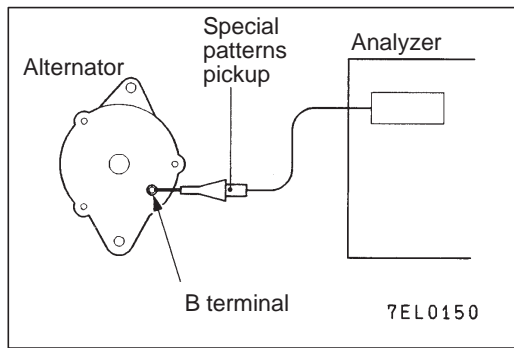 Special
patterns
pickup
Analyzer
Alternator
B terminal
7EL0150